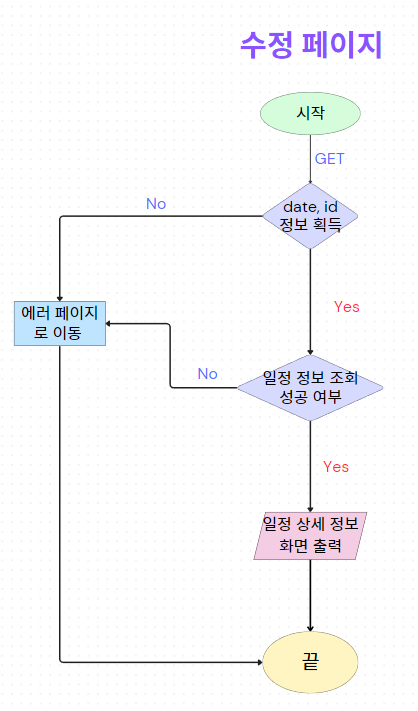 수정 페이지
시작
GET
date, id
정보 획득
No
Yes
에러 페이지
로 이동
일정 정보 조회
성공 여부
No
Yes
일정 상세 정보
화면 출력
끝